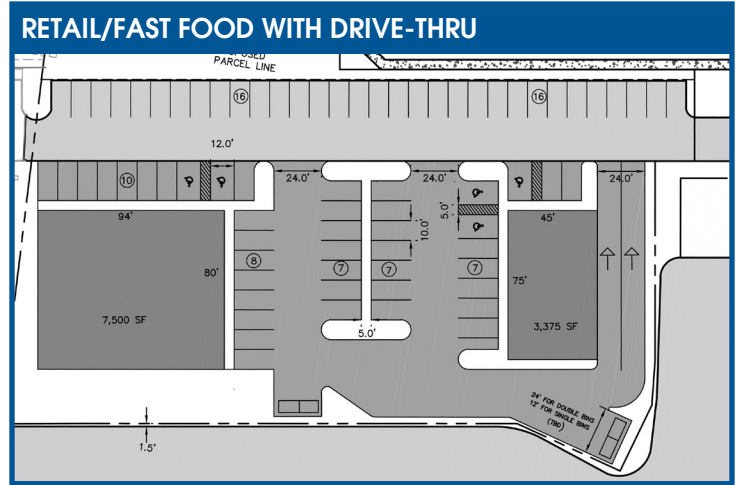 RETAIL/FAST FOOD WITH DRIVE-THRU
PARCEL LINE
16
16
12.0'
10
24.0'
24.0'
24.0'
5.0'
10.0'
94'
45'
80'
8
7
7
7
75'
7,500 SF
3,375 SF
5.0'
24' FOR DOUBLE BINS
12' FOR SINGLE BINS
(TBD)
1.5'